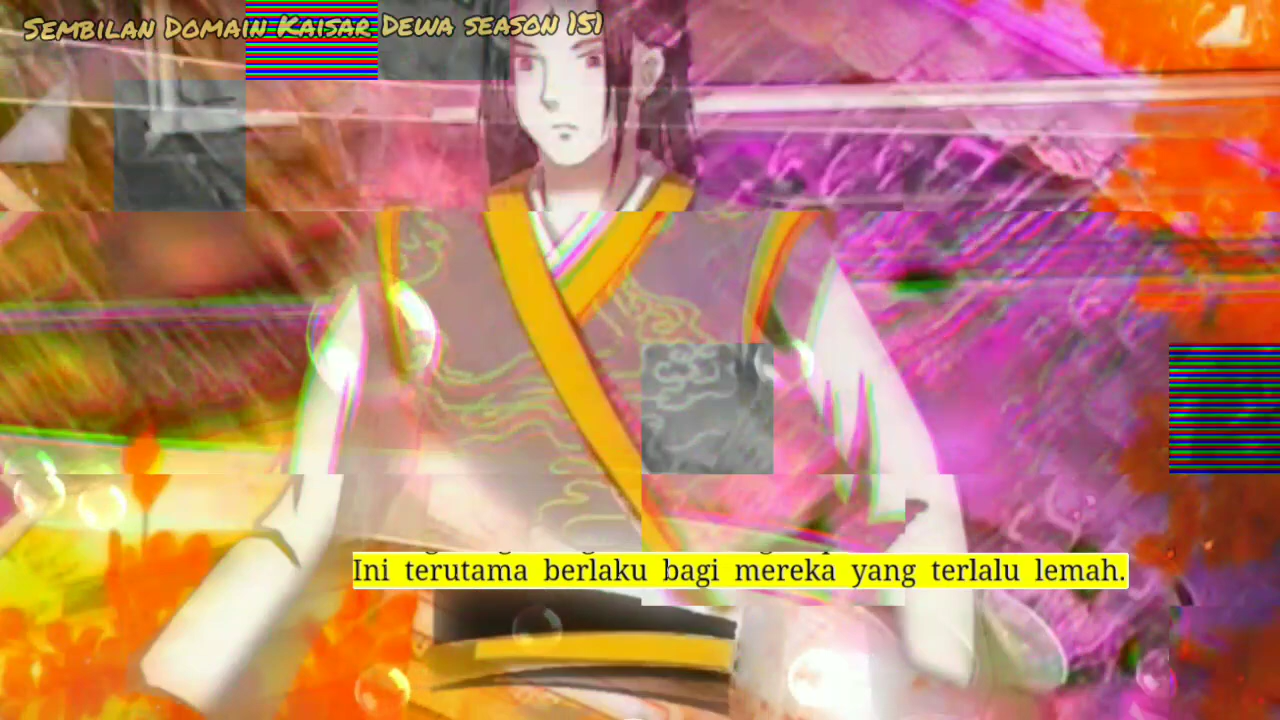 Sembilan Domain Kaisar Dewa season 151
Ini terutama berlaku bagi mereka yang terlalu lemah.